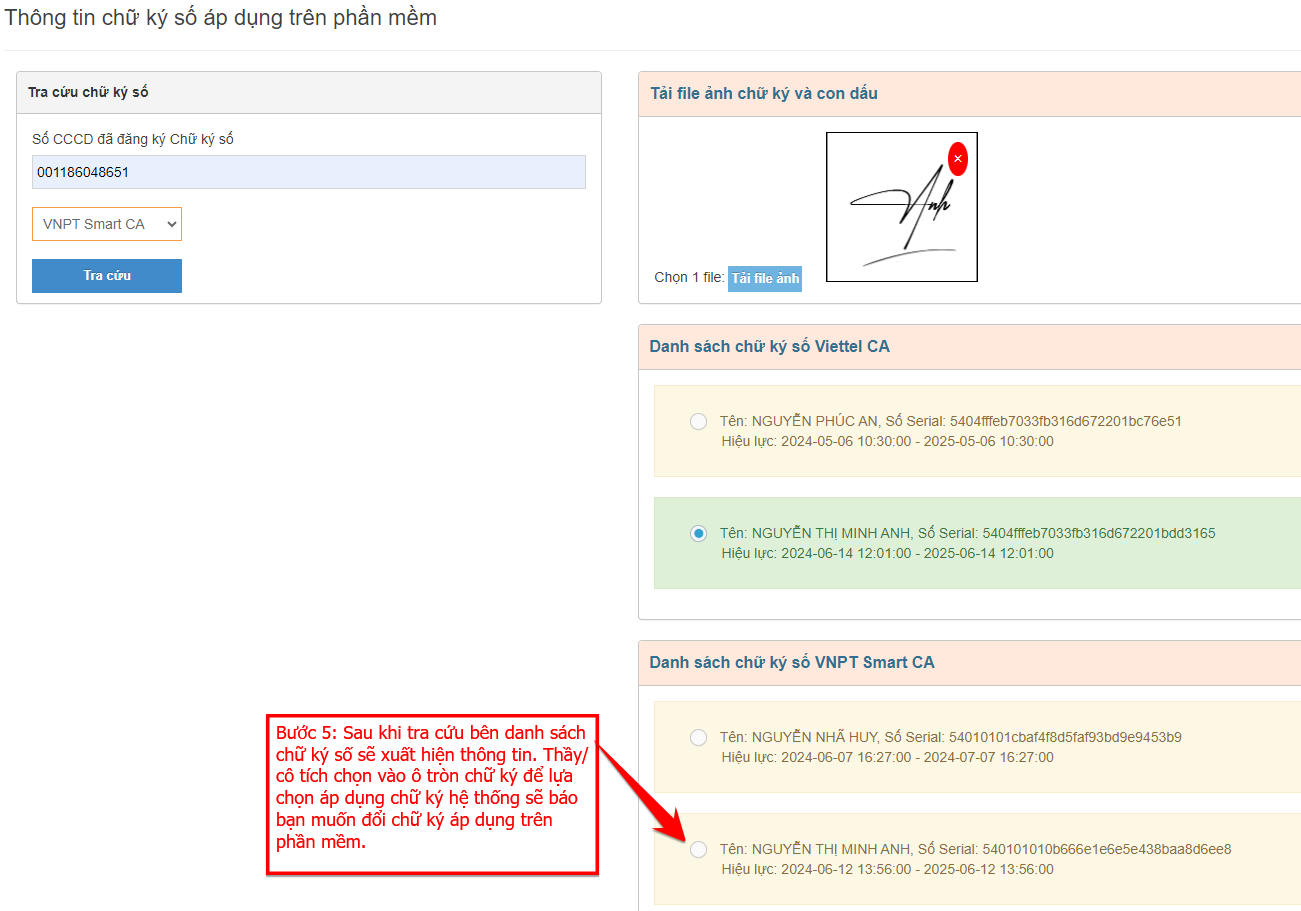 Thông tin chữ ký số áp dụng trên phần mềm
Tra cứu chữ ký số
Số CCCD đã đăng ký Chữ ký số
001186048651
VNPT Smart CA
Tra cứu
Tải file ảnh chữ ký và con dấu
×
Anh
Chọn 1 file: Tải file ảnh
Danh sách chữ ký số Viettel CA
Tên: NGUYỄN PHÚC AN, Số Serial: 5404fffeb7033fb316d672201bc76e51
Hiệu lực: 2024-05-06 10:30:00 - 2025-05-06 10:30:00
Tên: NGUYỄN THỊ MINH ANH, Số Serial: 5404fffeb7033fb316d672201bdd3165
Hiệu lực: 2024-06-14 12:01:00 - 2025-06-14 12:01:00
Danh sách chữ ký số VNPT Smart CA
Tên: NGUYỄN NHÃ HUY, Số Serial: 54010101cbaf4f8d5faf93bd9e9453b9
Hiệu lực: 2024-06-07 16:27:00 - 2024-07-07 16:27:00
Tên: NGUYỄN THỊ MINH ANH, Số Serial: 540101010b666e1e6e5e438baa8d6ee8
Hiệu lực: 2024-06-12 13:56:00 - 2025-06-12 13:56:00
Bước 5: Sau khi tra cứu bên danh sách
chữ ký số sẽ xuất hiện thông tin. Thầy/
cô tích chọn vào ô tròn chữ ký để lựa
chọn áp dụng chữ ký hệ thống sẽ báo
bạn muốn đổi chữ ký áp dụng trên
phần mềm.